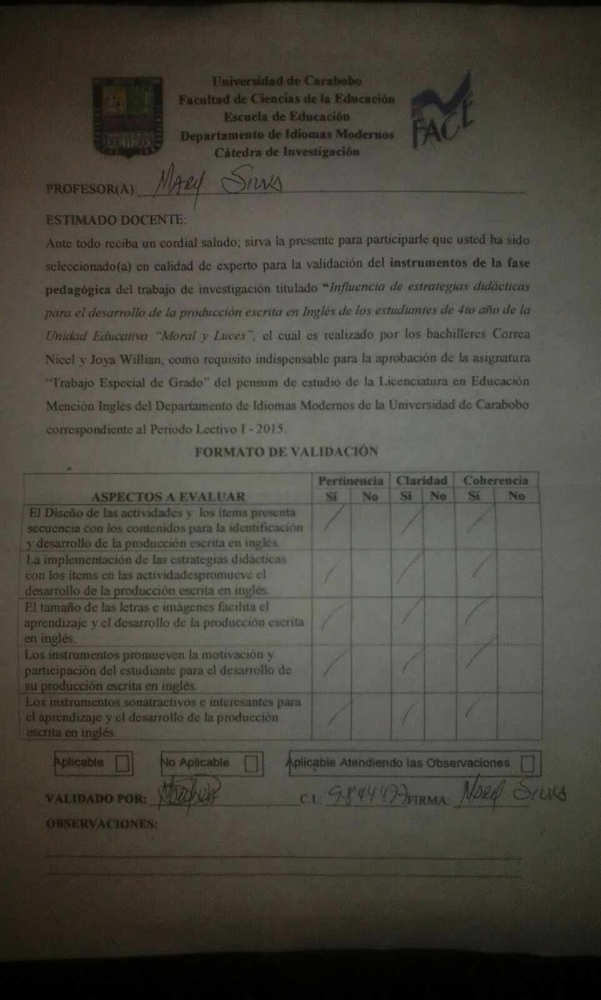 Universidad de Carabobo
Facultad de Ciencias de la Educación
Escuela de Educación
Departamento de Idiomas Modernos
Cátedra de Investigación
FACE
PROFESOR(A): Mary Silva
ESTIMADO DOCENTE:
Ante todo reciba un cordial saludo; sirva la presente para participarle que usted ha sido
seleccionado(a) en calidad de experto para la validación del instrumentos de la fase
pedagógica del trabajo de investigación titulado “Influencia de estrategias didácticas
para el desarrollo de la producción escrita en Inglés de los estudiantes de 4to año de la
Unidad Educativa “Moral y Luces”, el cual es realizado por los bachilleres Correa
Nicel y Joya Willian, como requisito indispensable para la aprobación de la asignatura
“Trabajo Especial de Grado” del pensum de estudio de la Licenciatura en Educación
Mención Inglés del Departamento de Idiomas Modernos de la Universidad de Carabobo
correspondiente al Periodo Lectivo I - 2015.
FORMATO DE VALIDACIÓN
Pertinencia Claridad Coherencia
ASPECTOS A EVALUAR Sí No Sí No Sí No
El Diseño de las actividades y los ítems presenta
secuencia con los contenidos para la identificación
y desarrollo de la producción escrita en inglés.
La implementación de las estrategias didácticas
con los ítems en las actividadespromueve el
desarrollo de la producción escrita en inglés.
El tamaño de las letras e imágenes facilita el
aprendizaje y el desarrollo de la producción escrita
en inglés.
Los instrumentos promueven la motivación y
participación del estudiante para el desarrollo de
su producción escrita en inglés.
Los instrumentos sonatractivos e interesantes para
el aprendizaje y el desarrollo de la producción
escrita en inglés.
Aplicable No Aplicable Aplicable Atendiendo las Observaciones
VALIDADO POR: C.I. 9844477 FIRMA: Mary Silva
OBSERVACIONES: